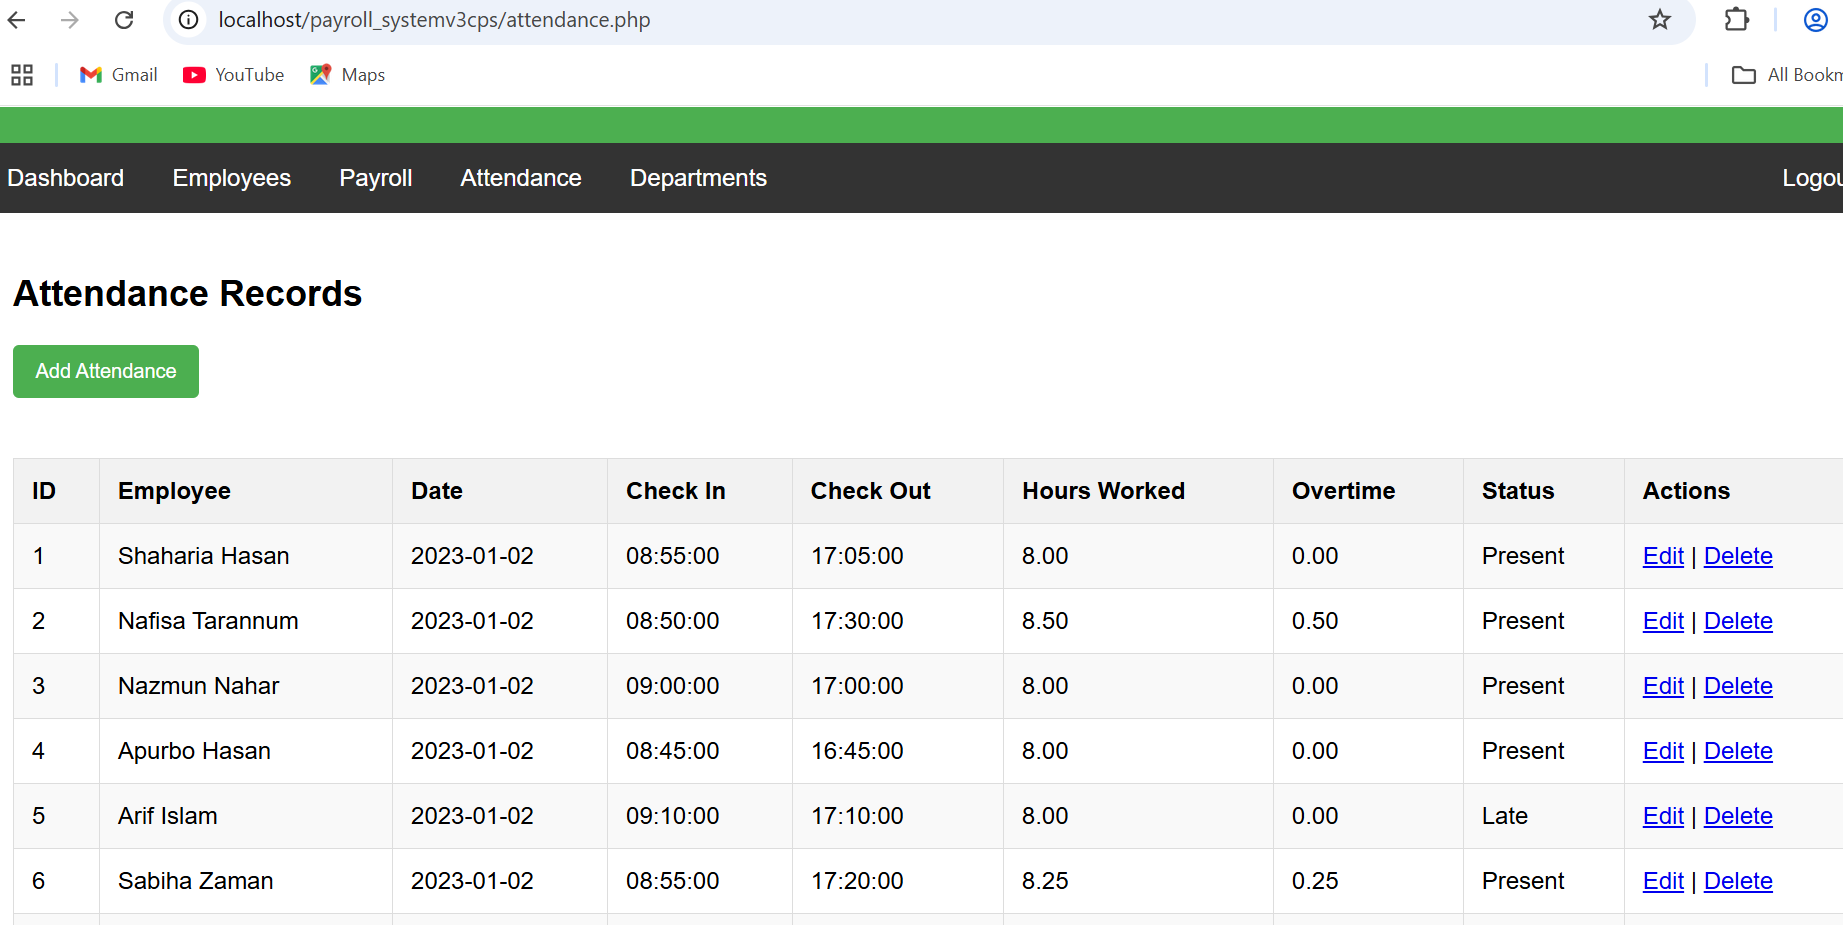 localhost/payroll_systemv3cps/attendance.php
Gmail YouTube Maps All Bookm
Dashboard Employees Payroll Attendance Departments Logou
Attendance Records
Add Attendance
ID Employee Date Check In Check Out Hours Worked Overtime Status Actions
1 Shaharia Hasan 2023-01-02 08:55:00 17:05:00 8.00 0.00 Present Edit | Delete
2 Nafisa Tarannum 2023-01-02 08:50:00 17:30:00 8.50 0.50 Present Edit | Delete
3 Nazmun Nahar 2023-01-02 09:00:00 17:00:00 8.00 0.00 Present Edit | Delete
4 Apurbo Hasan 2023-01-02 08:45:00 16:45:00 8.00 0.00 Present Edit | Delete
5 Arif Islam 2023-01-02 09:10:00 17:10:00 8.00 0.00 Late Edit | Delete
6 Sabiha Zaman 2023-01-02 08:55:00 17:20:00 8.25 0.25 Present Edit | Delete